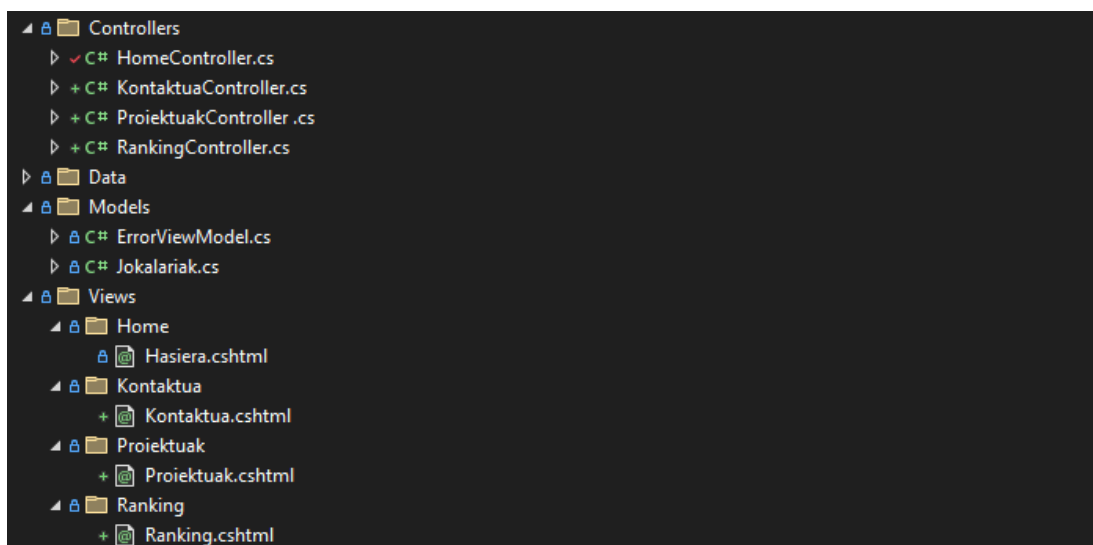 Controllers
C# HomeController.cs
+ C# KontaktuaController.cs
+ C# ProiektuakController .cs
+ C# RankingController.cs
Data
Models
C# ErrorViewModel.cs
C# Jokalariak.cs
Views
Home
@ Hasiera.cshtml
Kontaktua
+ @ Kontaktua.cshtml
Proiektuak
+ @ Proiektuak.cshtml
Ranking
+ @ Ranking.cshtml